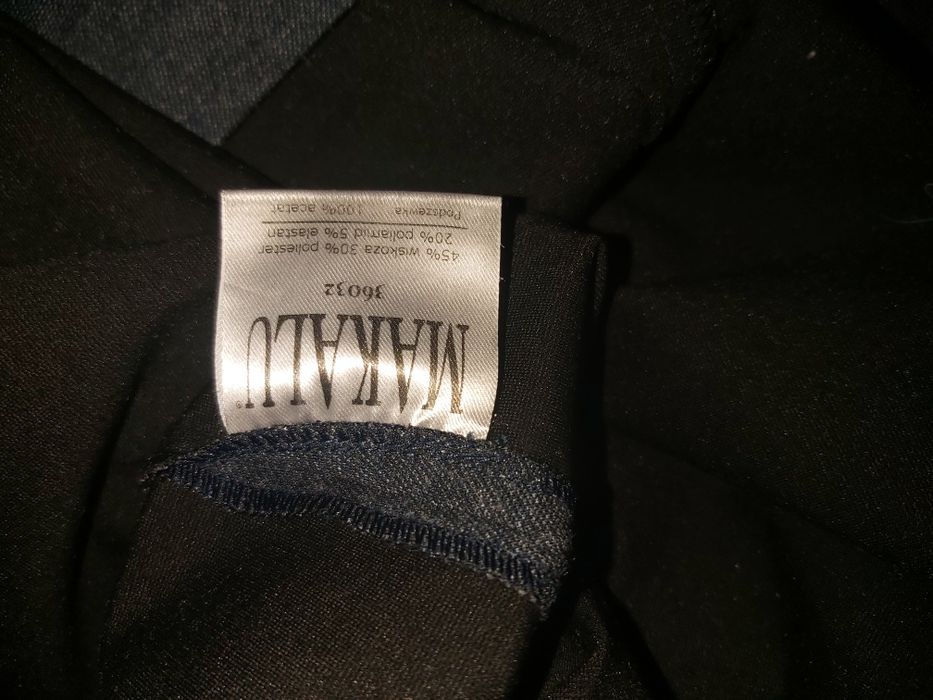 MAKALU
36032
45% wiskoza 30% poliester
20% poliamid 5% elastan
Podszewka 100% acetat